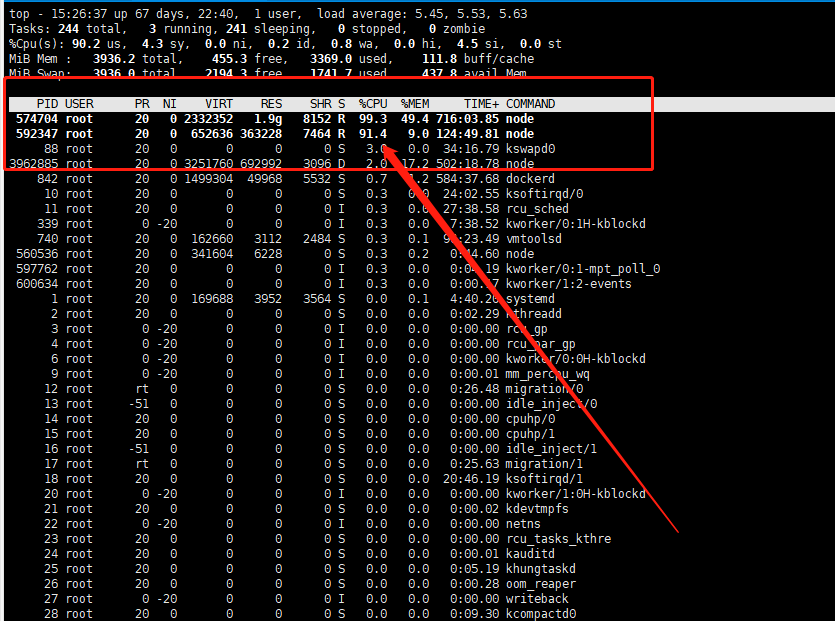 top - 15:26:37 up 67 days, 22:40,  1 user,  load average: 5.45, 5.53, 5.63
Tasks: 244 total,   3 running, 241 sleeping,   0 stopped,   0 zombie
%Cpu(s): 90.2 us,  4.3 sy,  0.0 ni,  0.2 id,  0.8 wa,  0.0 hi,  4.5 si,  0.0 st
MiB Mem :   3936.2 total,    455.3 free,   3369.0 used,    111.8 buff/cache
MiB Swap:   3936.0 total,   2194.3 free,   1741.7 used    437.8 avail Mem
PID USER      PR  NI    VIRT    RES    SHR S  %CPU  %MEM     TIME+ COMMAND
574704 root      20   0 2332352   1.9g   8152 R  99.3  49.4 716:03.85 node
592347 root      20   0  652636 363228   7464 R  91.4   9.0 124:49.81 node
88 root      20   0       0      0      0 S   3.0   0.0  34:16.79 kswapd0
3962885 root      20   0 3251760 692992   3096 D   2.0  17.2 502:18.78 node
842 root      20   0 1499304  49968   5532 S   0.7   584:37.68 dockerd
10 root      20   0       0      0      0 S   0.3   0.0  24:02.55 ksoftirqd/0
11 root      20   0       0      0      0 I   0.3   0.0  27:38.58 rcu_sched
339 root       0 -20       0      0      0 I   0.3   7:38.52 kworker/0:1H-kblockd
740 root      20   0  162660   3112   2484 S   0.3   0.1   vmtoolsd
560536 root      20   0  341604   6228      0 S   0.3   0.2   node
597762 root      20   0       0      0      0 I   0.3   0.0   kworker/0:1-mpt_poll_0
600634 root      20   0       0      0      0 I   0.3   0.0   kworker/1:2-events
1 root      20   0  169688   3952   3564 S   0.0   0.1   systemd
2 root      20   0       0      0      0 S   0.0   0.0   0:02.29 kthreadd
3 root       0 -20       0      0      0 I   0.0   0.0   0:00.00 rcu_gp
4 root       0 -20       0      0      0 I   0.0   0.0   0:00.00 rcu_par_gp
6 root       0 -20       0      0      0 I   0.0   0.0   0:00.00 kworker/0:0H-kblockd
9 root       0 -20       0      0      0 I   0.0   0.0   0:00.01 mm_percpu_wq
12 root      rt   0       0      0      0 S   0.0   0.0   0:26.48 migration/0
13 root     -51   0       0      0      0 S   0.0   0.0   0:00.00 idle_inject/0
14 root      20   0       0      0      0 S   0.0   0.0   0:00.00 cpuhp/0
15 root      20   0       0      0      0 S   0.0   0.0   0:00.00 cpuhp/1
16 root     -51   0       0      0      0 S   0.0   0.0   0:00.00 idle_inject/1
17 root      rt   0       0      0      0 S   0.0   0.0   0:25.63 migration/1
18 root      20   0       0      0      0 S   0.0   0.0  20:46.19 ksoftirqd/1
20 root       0 -20       0      0      0 I   0.0   0.0   0:00.00 kworker/1:0H-kblockd
21 root      20   0       0      0      0 S   0.0   0.0   0:00.02 kdevtmpfs
22 root       0 -20       0      0      0 I   0.0   0.0   0:00.00 netns
23 root      20   0       0      0      0 S   0.0   0.0   0:00.00 rcu_tasks_kthre
24 root      20   0       0      0      0 S   0.0   0.0   0:00.01 kauditd
25 root      20   0       0      0      0 S   0.0   0.0   0:05.19 khungtaskd
26 root      20   0       0      0      0 S   0.0   0.0   0:00.28 oom_reaper
27 root       0 -20       0      0      0 I   0.0   0.0   0:00.00 writeback
28 root      20   0       0      0      0 S   0.0   0.0   0:09.30 kcompactd0